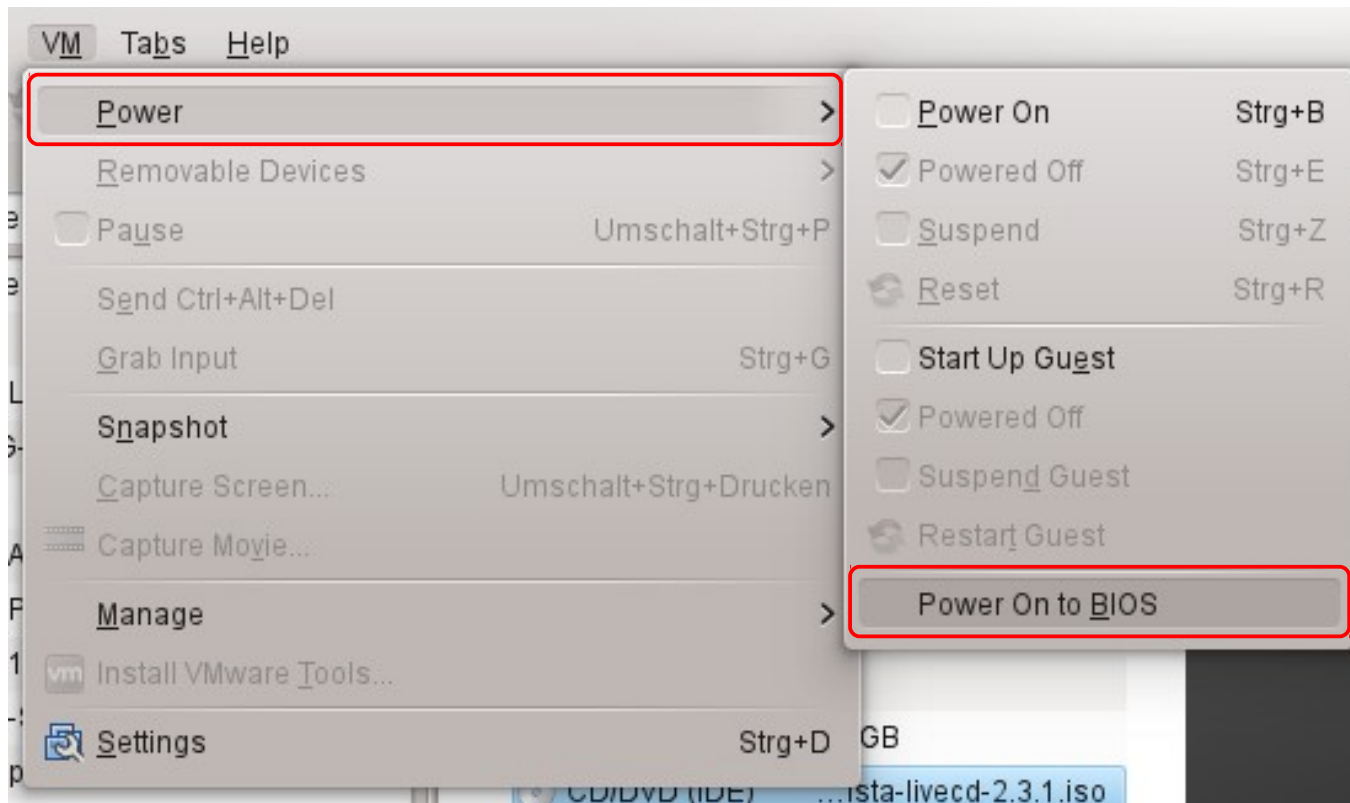 VM Tabs Help
Power
Removable Devices
Pause Umschalt+Strg+P
Send Ctrl+Alt+Del
Grab Input Strg+G
Snapshot
Capture Screen... Umschalt+Strg+Drucken
Capture Movie...
Manage
vm Install VMware Tools...
Settings Strg+D
Power On Strg+B
Powered Off Strg+E
Suspend Strg+Z
Reset Strg+R
Start Up Guest
Powered Off
Suspend Guest
Restart Guest
Power On to BIOS
GB
CD/DVD (IDE) ...ista-livecd-2.3.1.iso